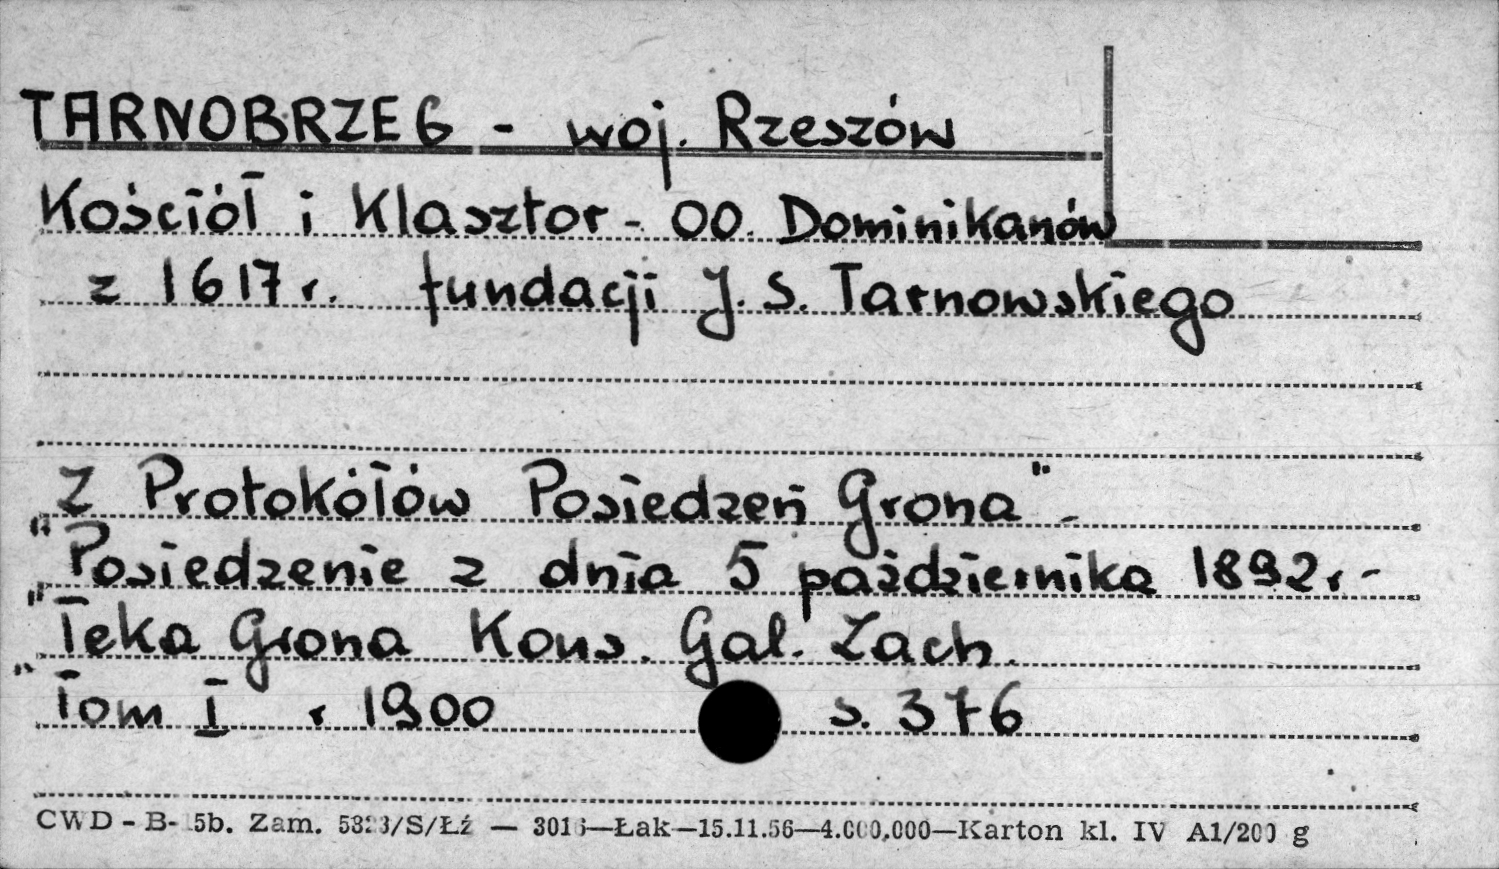 TARNOBRZEG - woj. Rzeszów
Kościół i Klasztor - OO. Dominikanów
z 1617 r. fundacji J. S. Tarnowskiego
Z Protokółów Posiedzeń Grona" -
"Posiedzenie z dnia 5 października 1892 r. -
"Teka Grona Kons. Gal. Zach.
"Tom I r 1900 s. 376
CWD - B- 5b. Zam. /S/Łź — —Łak—15.11.56—4.000.000—Karton kl. IV A1/200 g